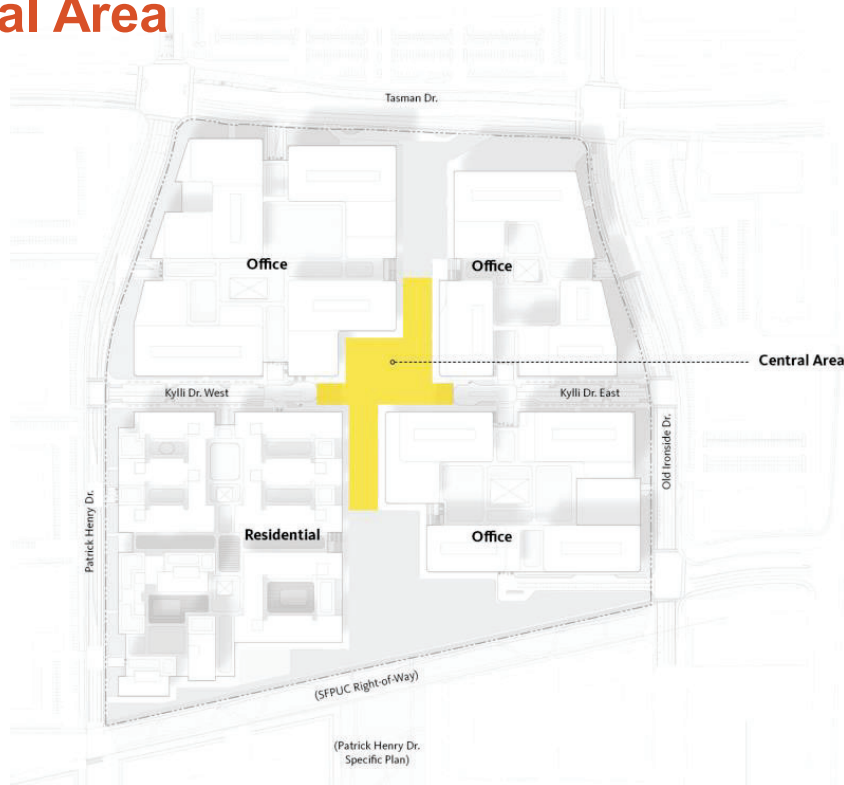 al Area
Tasman Dr.
Office
Office
Central Area
Kylli Dr. West
Kylli Dr. East
Old Ironside Dr.
Patrick Henry Dr.
Residential
Office
(SFPUC Right-of-Way)
(Patrick Henry Dr.
Specific Plan)